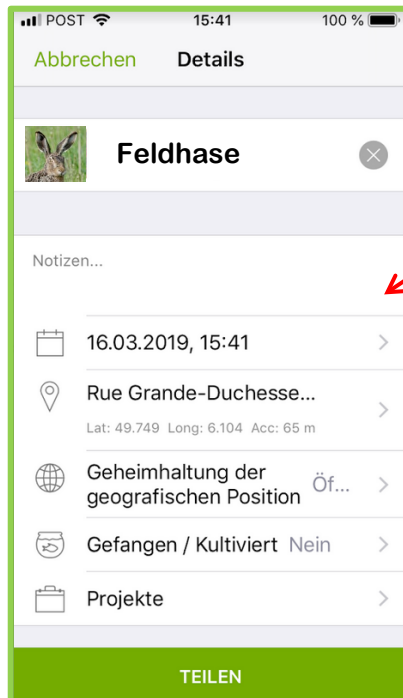 POST 15:41 100 %
Abbrechen Details
Feldhase
Notizen...
16.03.2019, 15:41
Rue Grande-Duchesse...
Lat: 49.749 Long: 6.104 Acc: 65 m
Geheimhaltung der
geografischen Position Öf...
Gefangen / Kultiviert Nein
Projekte
TEILEN